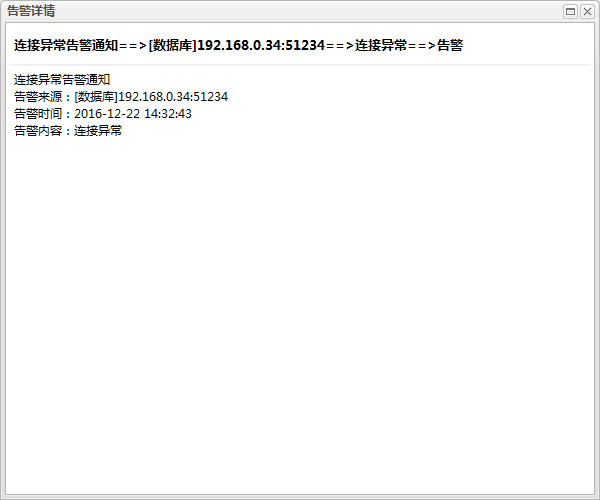 告警详情
连接异常告警通知==>[数据库]192.168.0.34:51234==>连接异常==>告警
连接异常告警通知
告警来源：[数据库]192.168.0.34:51234
告警时间：2016-12-22 14:32:43
告警内容：连接异常